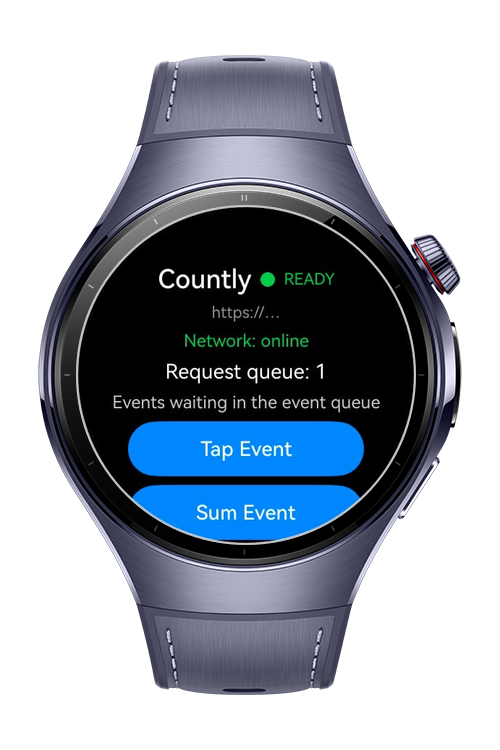 Countly READY
https://...
Network: online
Request queue: 1
Events waiting in the event queue
Tap Event
Sum Event